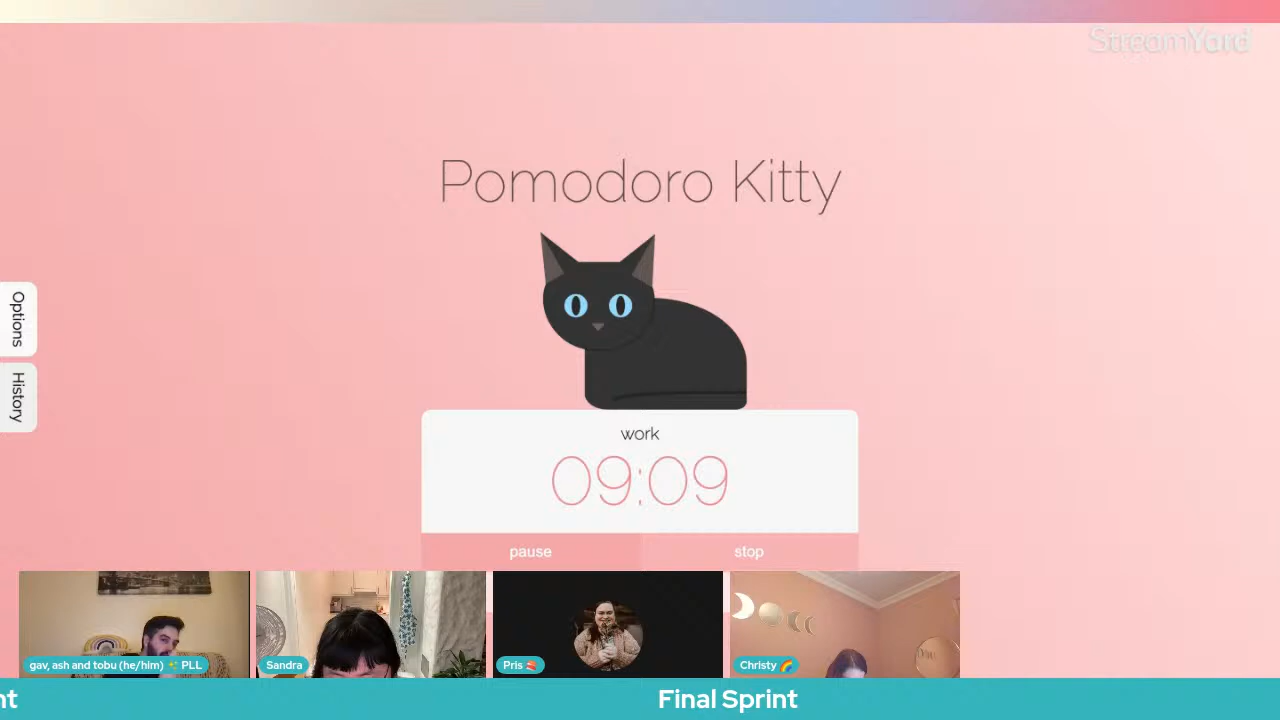 StreamYard
Pomodoro Kitty
Options
History
work
09:09
pause
stop
gav, ash and tobu (he/him) ✨ PLL
Sandra
Pris
Christy 🌈
nt
Final Sprint